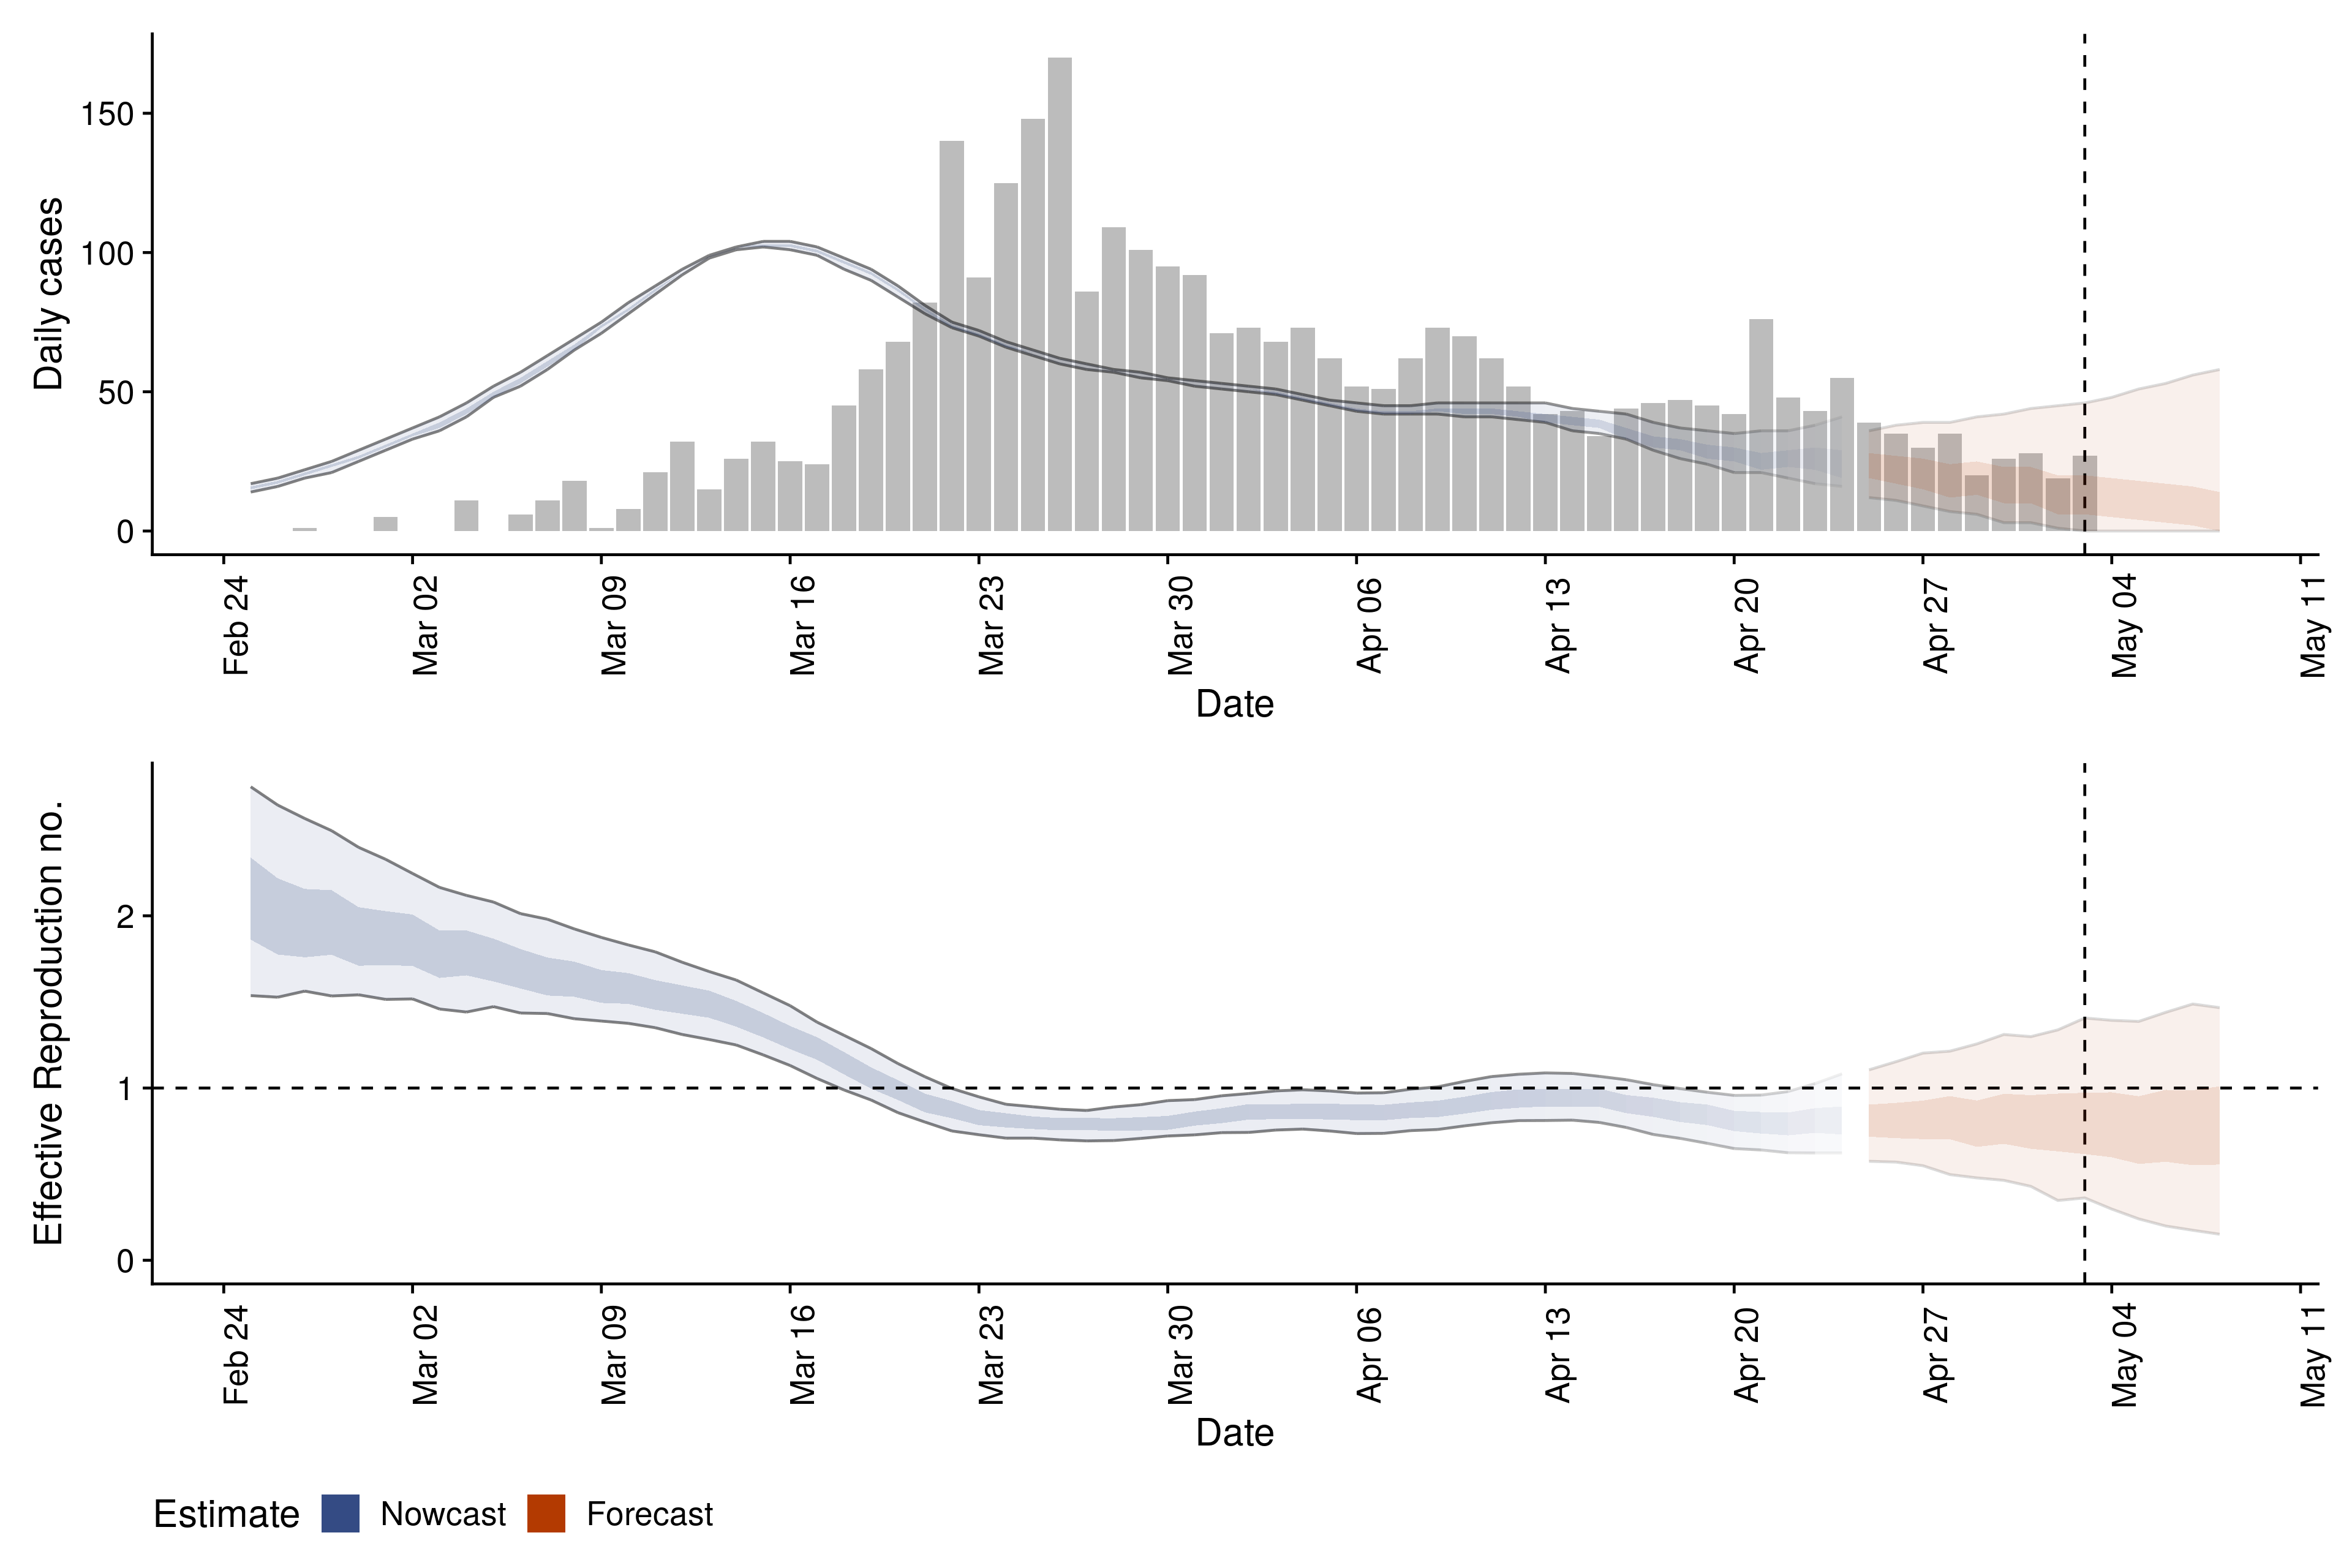 150
100
50
0
Daily cases
Feb 24 Mar 02 Mar 09 Mar 16 Mar 23 Mar 30 Apr 06 Apr 13 Apr 20 Apr 27 May 04 May 11
Date
2
1
0
Effective Reproduction no.
Feb 24 Mar 02 Mar 09 Mar 16 Mar 23 Mar 30 Apr 06 Apr 13 Apr 20 Apr 27 May 04 May 11
Date
Estimate Nowcast Forecast